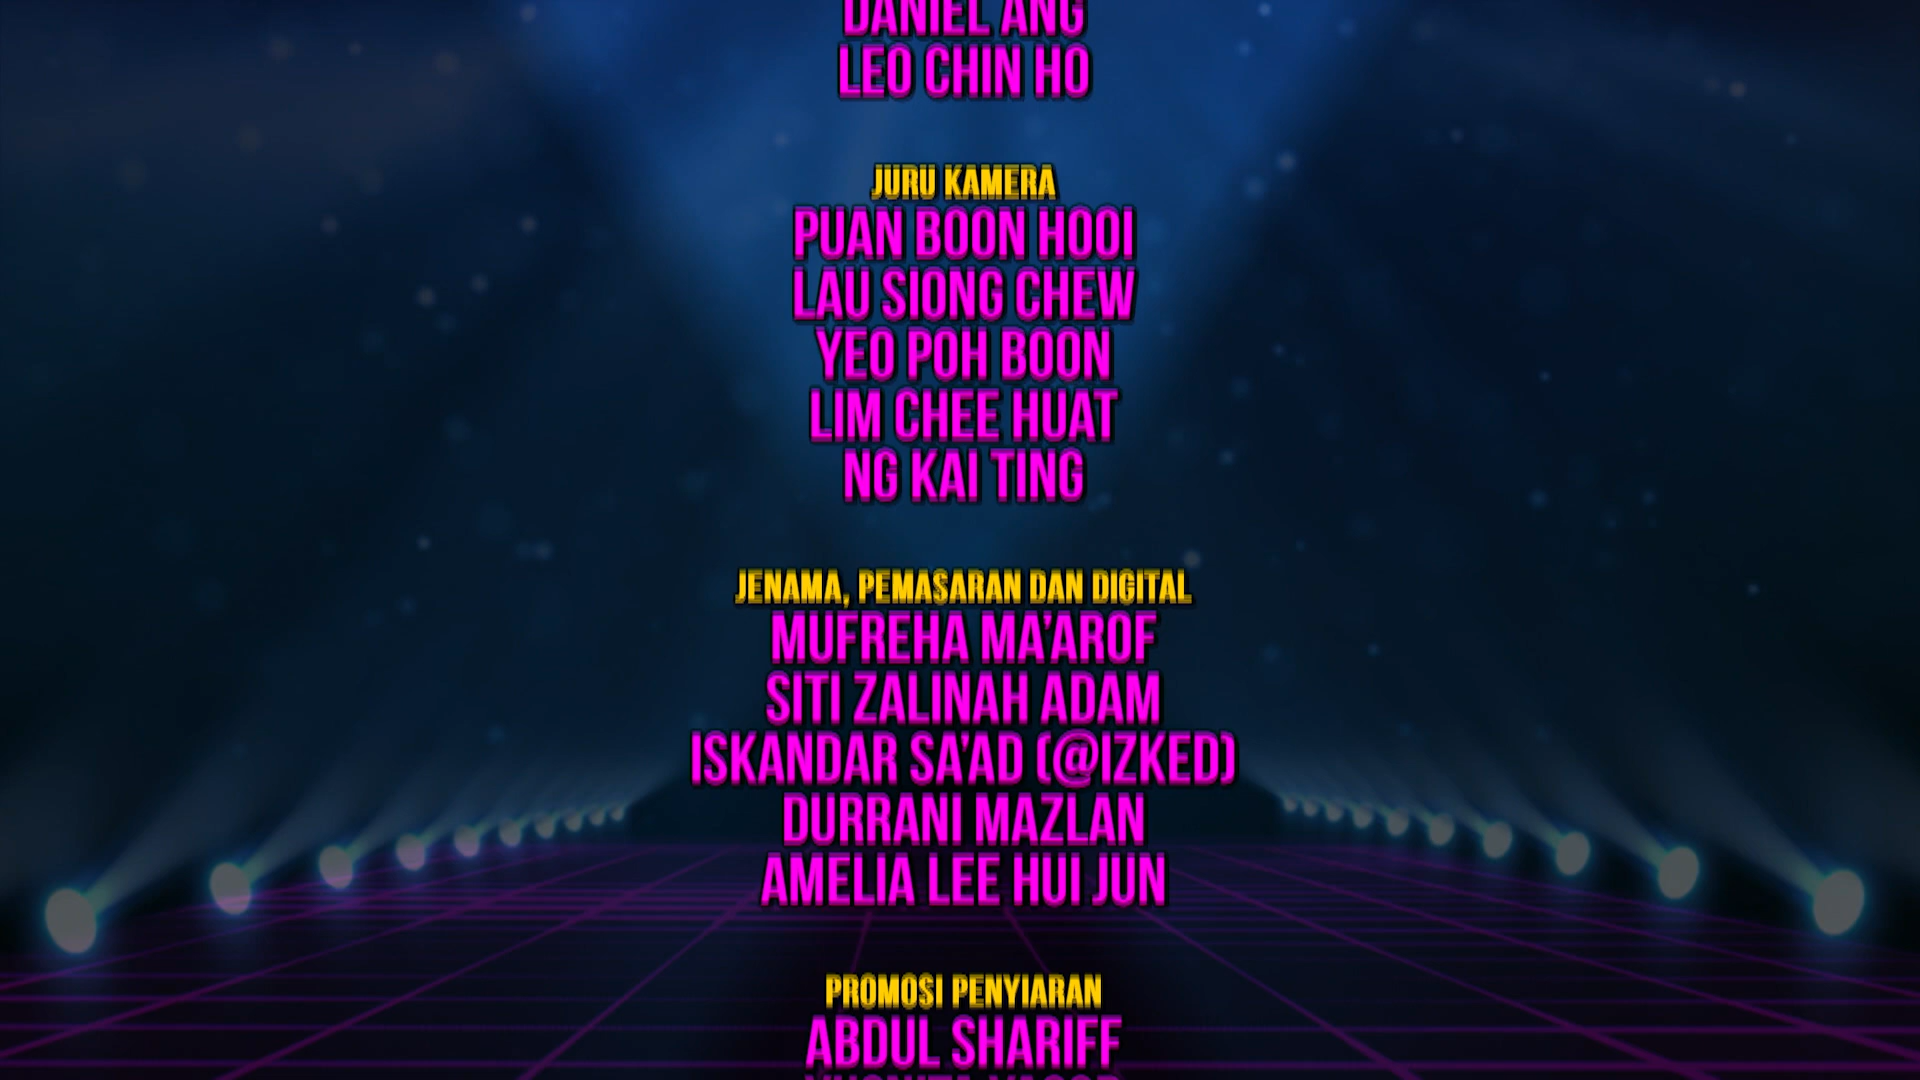 DANIEL ANG
LEO CHIN HO
JURU KAMERA
PUAN BOON HOOI
LAU SIONG CHEW
YEO POH BOON
LIM CHEE HUAT
NG KAI TING
JENAMA, PEMASARAN DAN DIGITAL
MUFREHA MA'AROF
SITI ZALINAH ADAM
ISKANDAR SA'AD (@IZKED)
DURRANI MAZLAN
AMELIA LEE HUI JUN
PROMOSI PENYIARAN
ABDUL SHARIFF